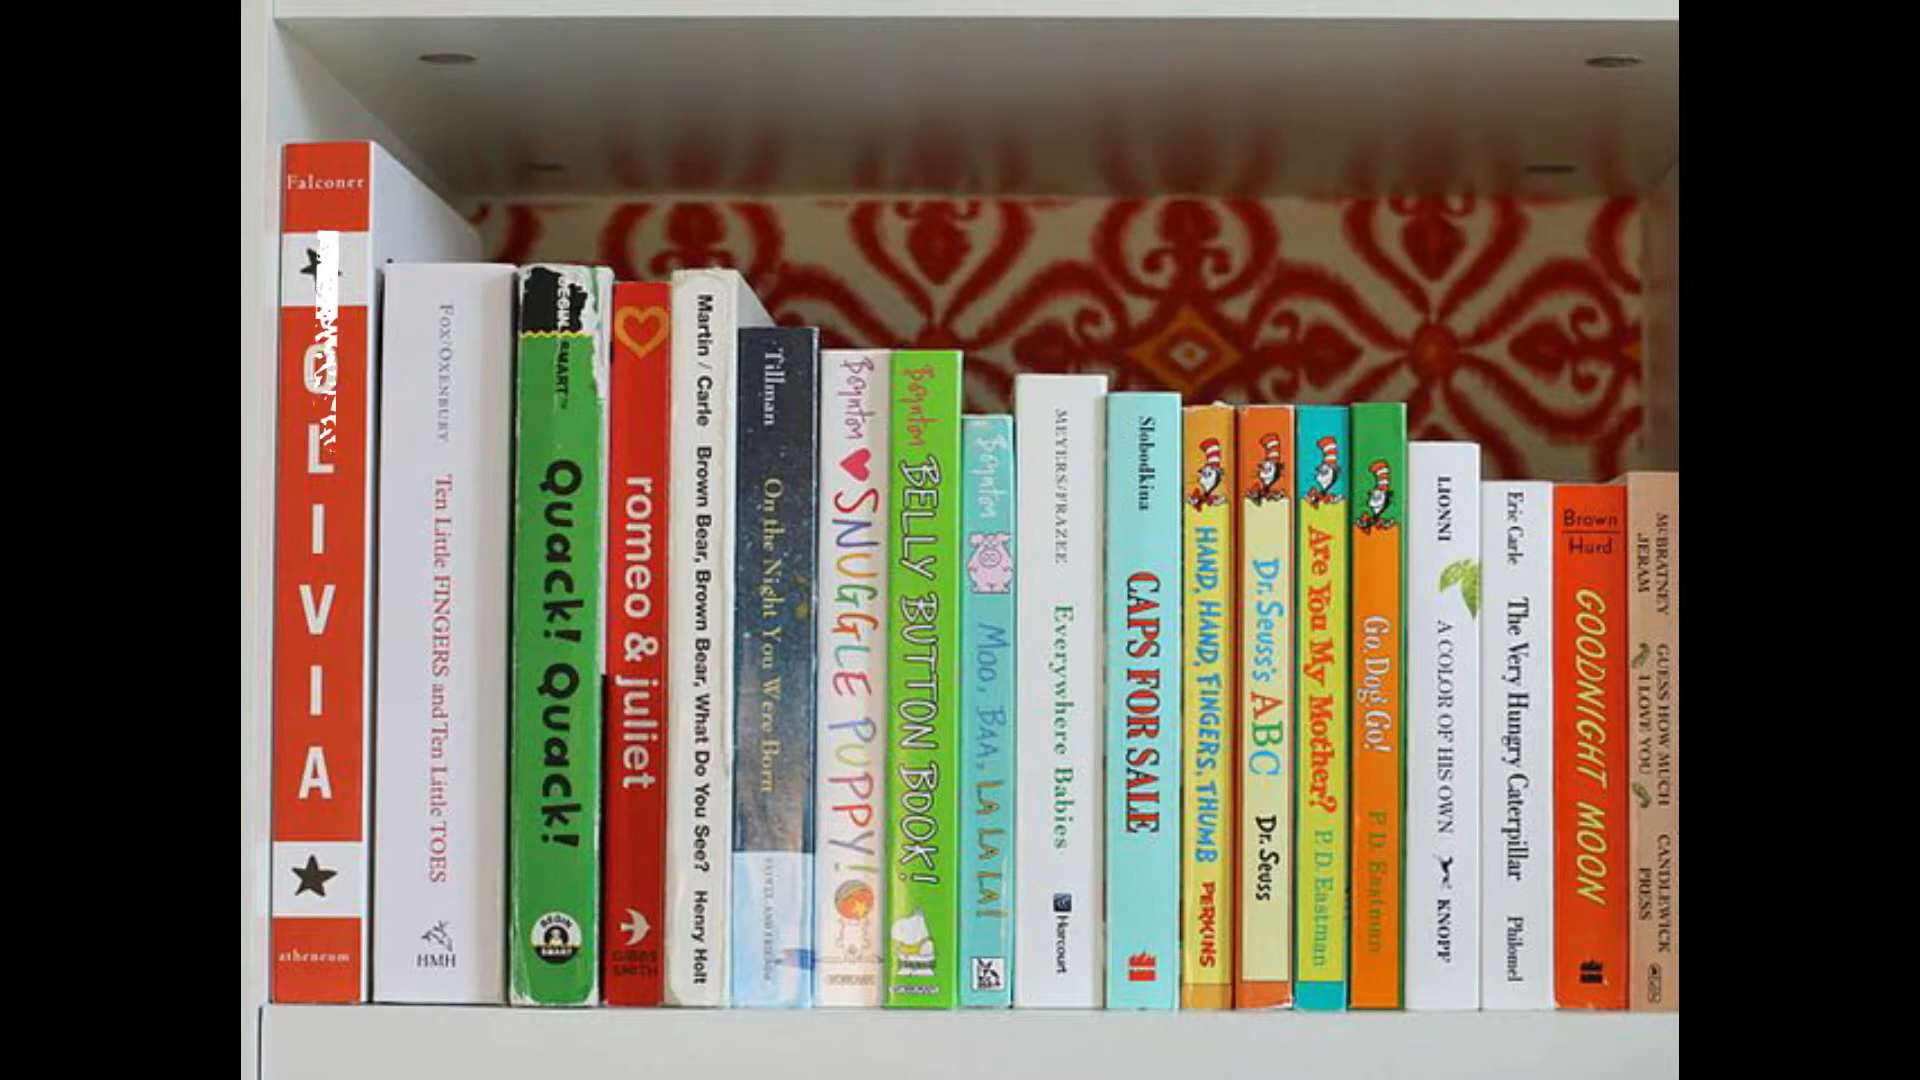 Falconer
OLIVIA
atheneum
FOX/OXENBURY
Ten Little FINGERS and Ten Little TOES
HMH
BEGIN
SMART™
Quack! Quack!
BEGIN
SMART
romeo & juliet
GIBBS
SMITH
Martin / Carle
Brown Bear, Brown Bear, What Do You See?
Henry Holt
Tillman
On the Night You Were Born
Boynton
SNUGGLE PUPPY!
Boynton
BELLY BUTTON BOOK!
Boynton
MOO, BAA, LA LA LA!
MEYERS/FRAZEE
Everywhere Babies
Harcourt
Slobodkina
CAPS FOR SALE
HAND, HAND, FINGERS, THUMB
PERKINS
Dr. Seuss's ABC
Dr. Seuss
Are You My Mother?
P.D. Eastman
Go, Dog. Go!
P.D. Eastman
LIONNI
A COLOR OF HIS OWN
KNOPF
Eric Carle
The Very Hungry Caterpillar
Philomel
Brown
Hurd
GOODNIGHT MOON
McBRATNEY
JERAM
GUESS HOW MUCH
I LOVE YOU
CANDLEWICK
PRESS